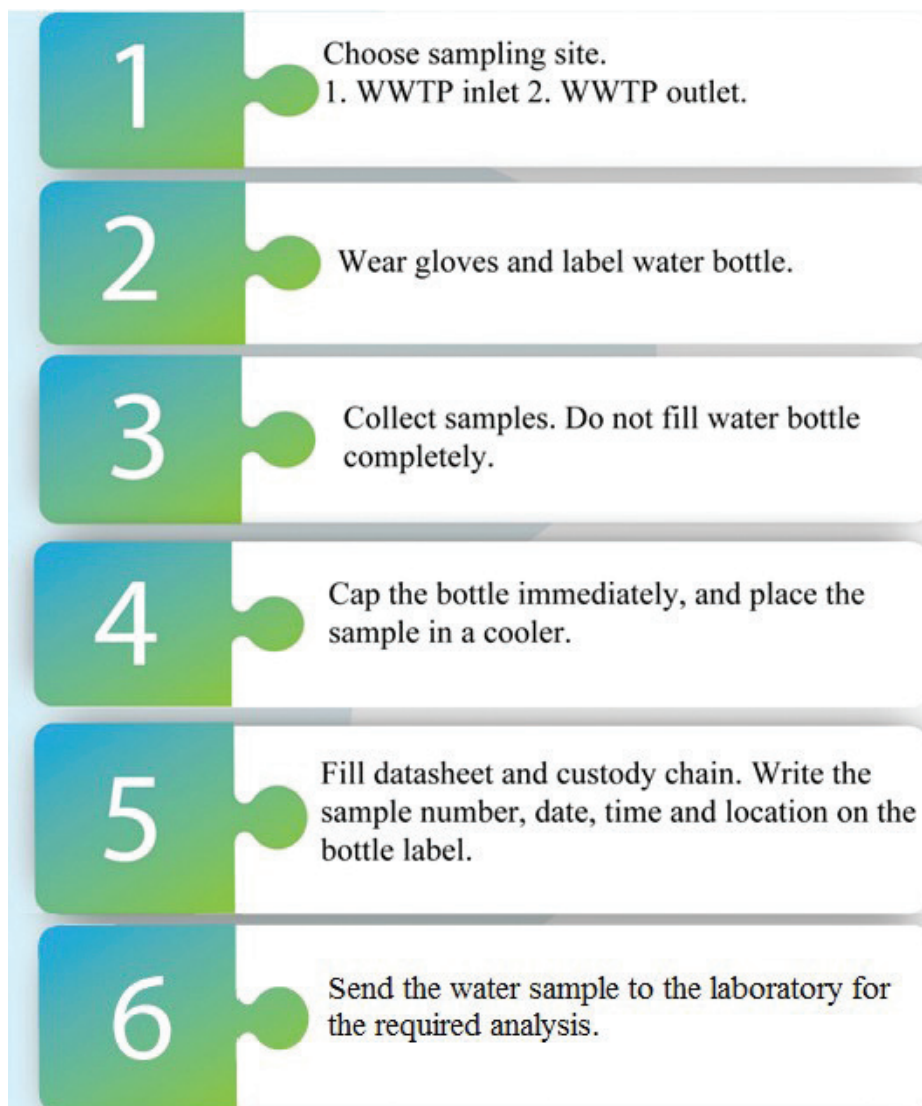 1
Choose sampling site.
1. WWTP inlet 2. WWTP outlet.
2
Wear gloves and label water bottle.
3
Collect samples. Do not fill water bottle
completely.
4
Cap the bottle immediately, and place the
sample in a cooler.
5
Fill datasheet and custody chain. Write the
sample number, date, time and location on the
bottle label.
6
Send the water sample to the laboratory for
the required analysis.